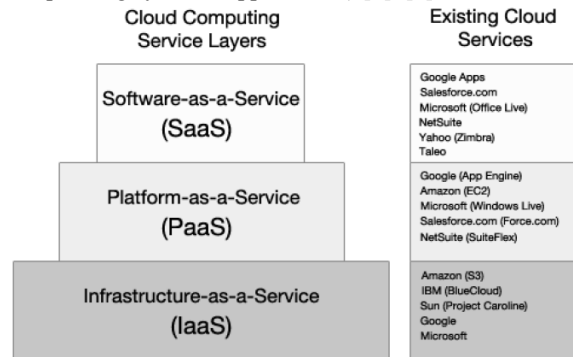 Cloud Computing
Service Layers
Software-as-a-Service
(SaaS)
Platform-as-a-Service
(PaaS)
Infrastructure-as-a-Service
(IaaS)
Existing Cloud
Services
Google Apps
Salesforce.com
Microsoft (Office Live)
NetSuite
Yahoo (Zimbra)
Taleo
Google (App Engine)
Amazon (EC2)
Microsoft (Windows Live)
Salesforce.com (Force.com)
NetSuite (SuiteFlex)
Amazon (S3)
IBM (BlueCloud)
Sun (Project Caroline)
Google
Microsoft